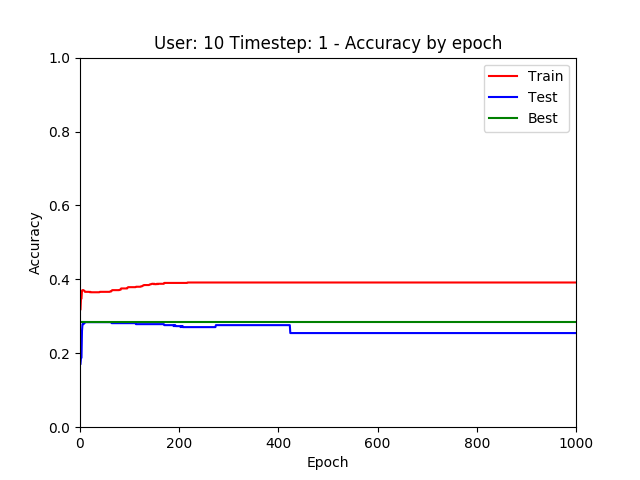 User: 10 Timestep: 1 - Accuracy by epoch
1.0
0.8
0.6
0.4
0.2
0.0
Accuracy
Train
Test
Best
0 200 400 600 800 1000
Epoch